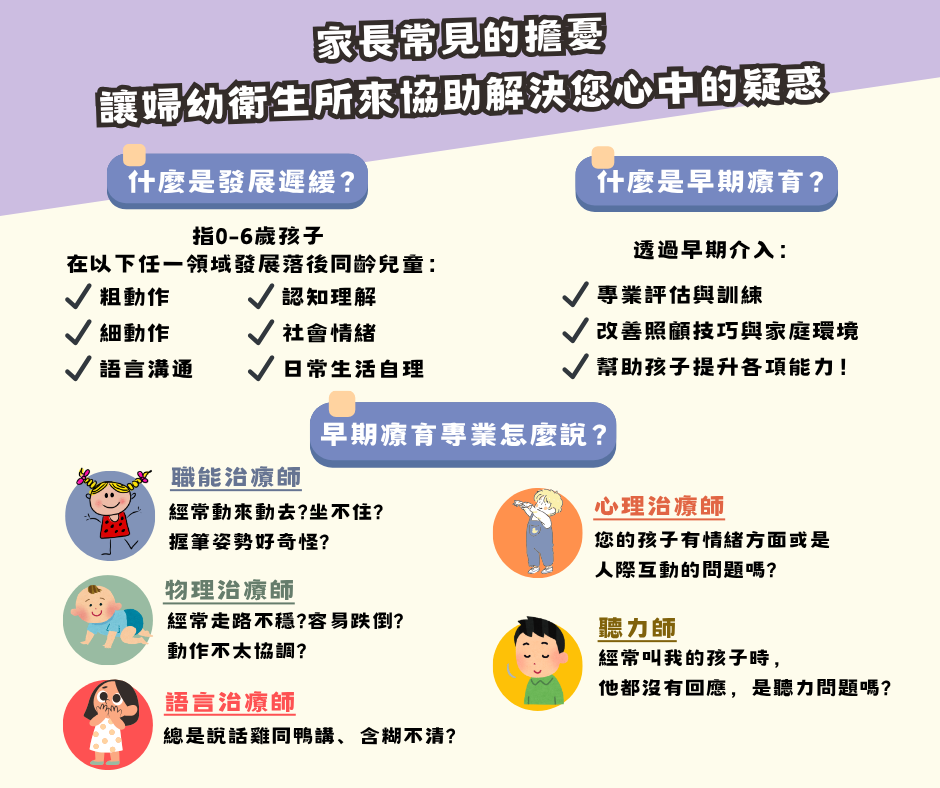 家長常見的擔憂
讓婦幼衛生所來協助解決您心中的疑惑
什麼是發展遲緩?
指0-6歲孩子
在以下任一領域發展落後同齡兒童:
粗動作
細動作
語言溝通
認知理解
社會情緒
日常生活自理
什麼是早期療育?
透過早期介入:
專業評估與訓練
改善照顧技巧與家庭環境
幫助孩子提升各項能力!
早期療育專業怎麼說?
職能治療師
經常動來動去?坐不住?
握筆姿勢好奇怪?
物理治療師
經常走路不穩?容易跌倒?
動作不太協調?
語言治療師
總是說話雞同鴨講、含糊不清?
心理治療師
您的孩子有情緒方面或是
人際互動的問題嗎?
聽力師
經常叫我的孩子時,
他都沒有回應,是聽力問題嗎?